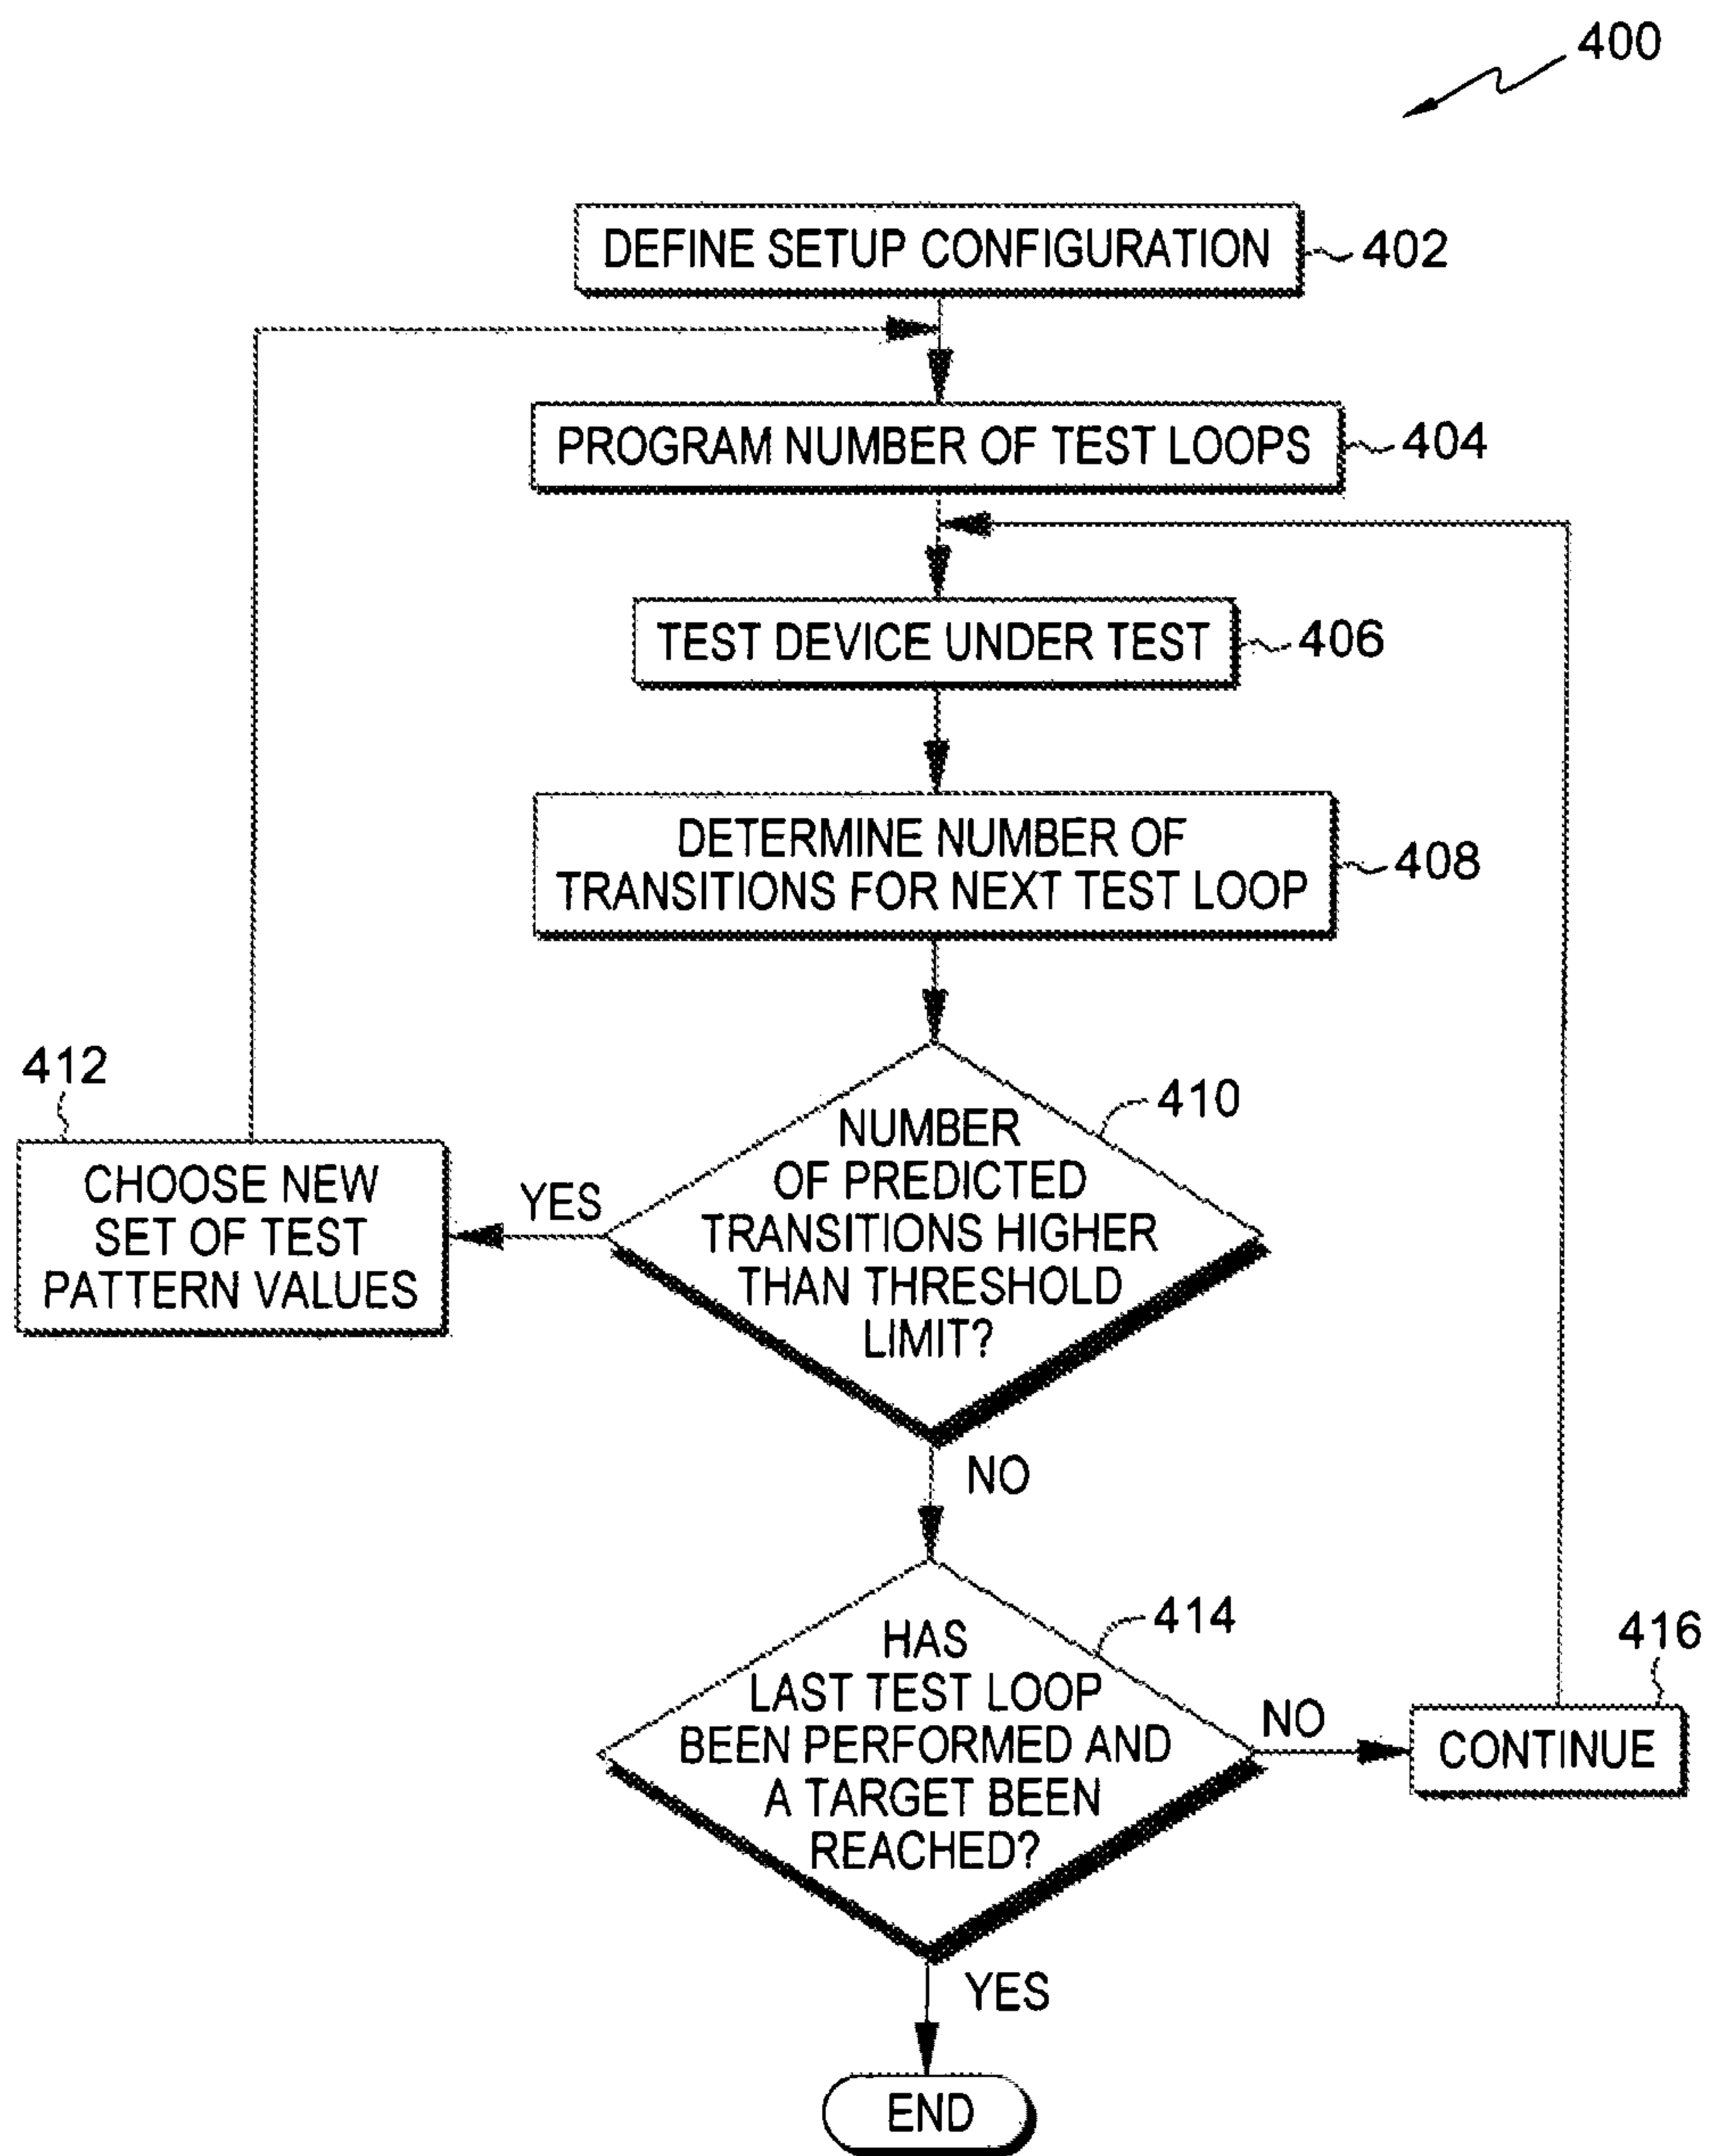 400
DEFINE SETUP CONFIGURATION
402
PROGRAM NUMBER OF TEST LOOPS
404
TEST DEVICE UNDER TEST
406
DETERMINE NUMBER OF
TRANSITIONS FOR NEXT TEST LOOP
408
412
CHOOSE NEW
SET OF TEST
PATTERN VALUES
YES
410
NUMBER
OF PREDICTED
TRANSITIONS HIGHER
THAN THRESHOLD
LIMIT?
NO
414
HAS
LAST TEST LOOP
BEEN PERFORMED AND
A TARGET BEEN
REACHED?
NO
416
CONTINUE
YES
END